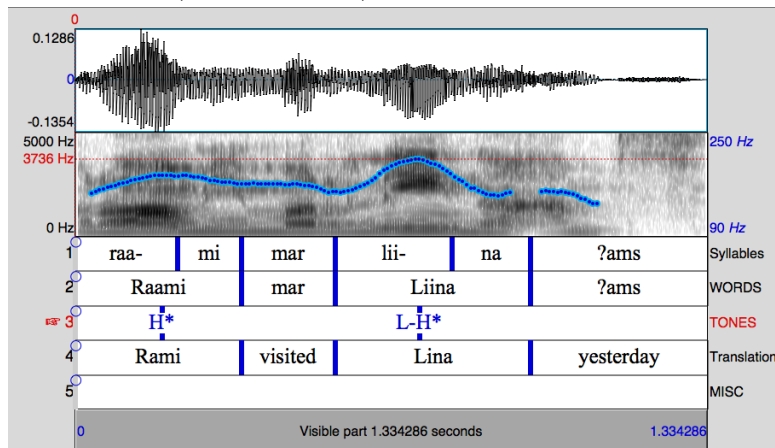 0
0.1286
0
-0.1354
5000 Hz 250 Hz
3736 Hz
0 Hz 90 Hz
1 raa- mi mar lii- na ?ams Syllables
2 Raami mar Liina ?ams WORDS
☞ 3 H* L-H* TONES
4 Rami visited Lina yesterday Translation
5 MISC
0 Visible part 1.334286 seconds 1.334286